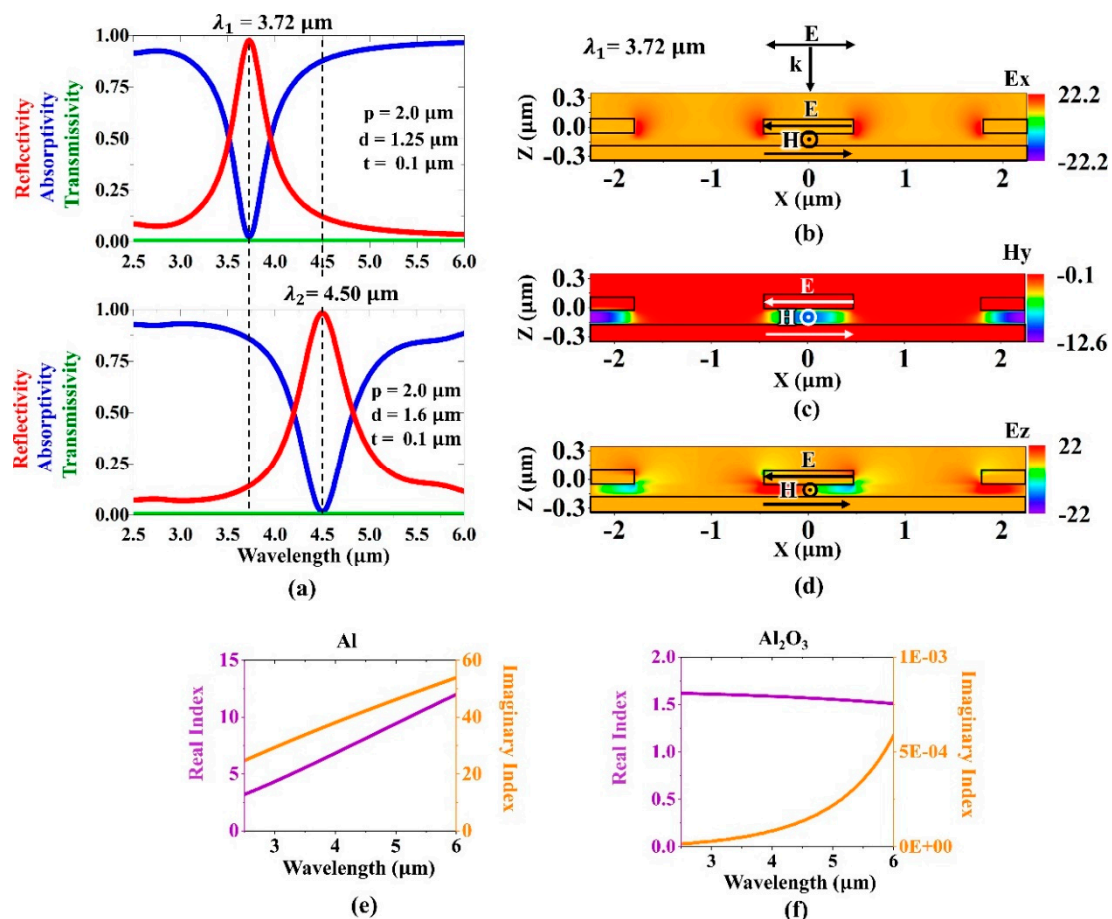 λ₁ = 3.72 μm
Reflectivity
Absorptivity
Transmissivity
1.00
0.75
0.50
0.25
0.00
p = 2.0 μm
d = 1.25 μm
t = 0.1 μm
2.5 3.0 3.5 4.0 4.5 5.0 5.5 6.0
λ₂ = 4.50 μm
Reflectivity
Absorptivity
Transmissivity
1.00
0.75
0.50
0.25
0.00
p = 2.0 μm
d = 1.6 μm
t = 0.1 μm
2.5 3.0 3.5 4.0 4.5 5.0 5.5 6.0
Wavelength (μm)
(a)
λ₁ = 3.72 μm
E
k
Ex
Z (μm)
0.3
0.0
-0.3
E
H
22.2
-22.2
-2 -1 0 1 2
X (μm)
(b)
Hy
Z (μm)
0.3
0.0
-0.3
E
H
-0.1
-12.6
-2 -1 0 1 2
X (μm)
(c)
Ez
Z (μm)
0.3
0.0
-0.3
E
H
22
-22
-2 -1 0 1 2
X (μm)
(d)
Al
Real Index
15
10
5
0
60
40
20
0
Imaginary
Index
3 4 5 6
Wavelength (μm)
(e)
Al₂O₃
Real Index
2.0
1.5
1.0
0.5
0.0
1E-03
5E-04
0E+00
Imaginary Index
3 4 5 6
Wavelength (μm)
(f)